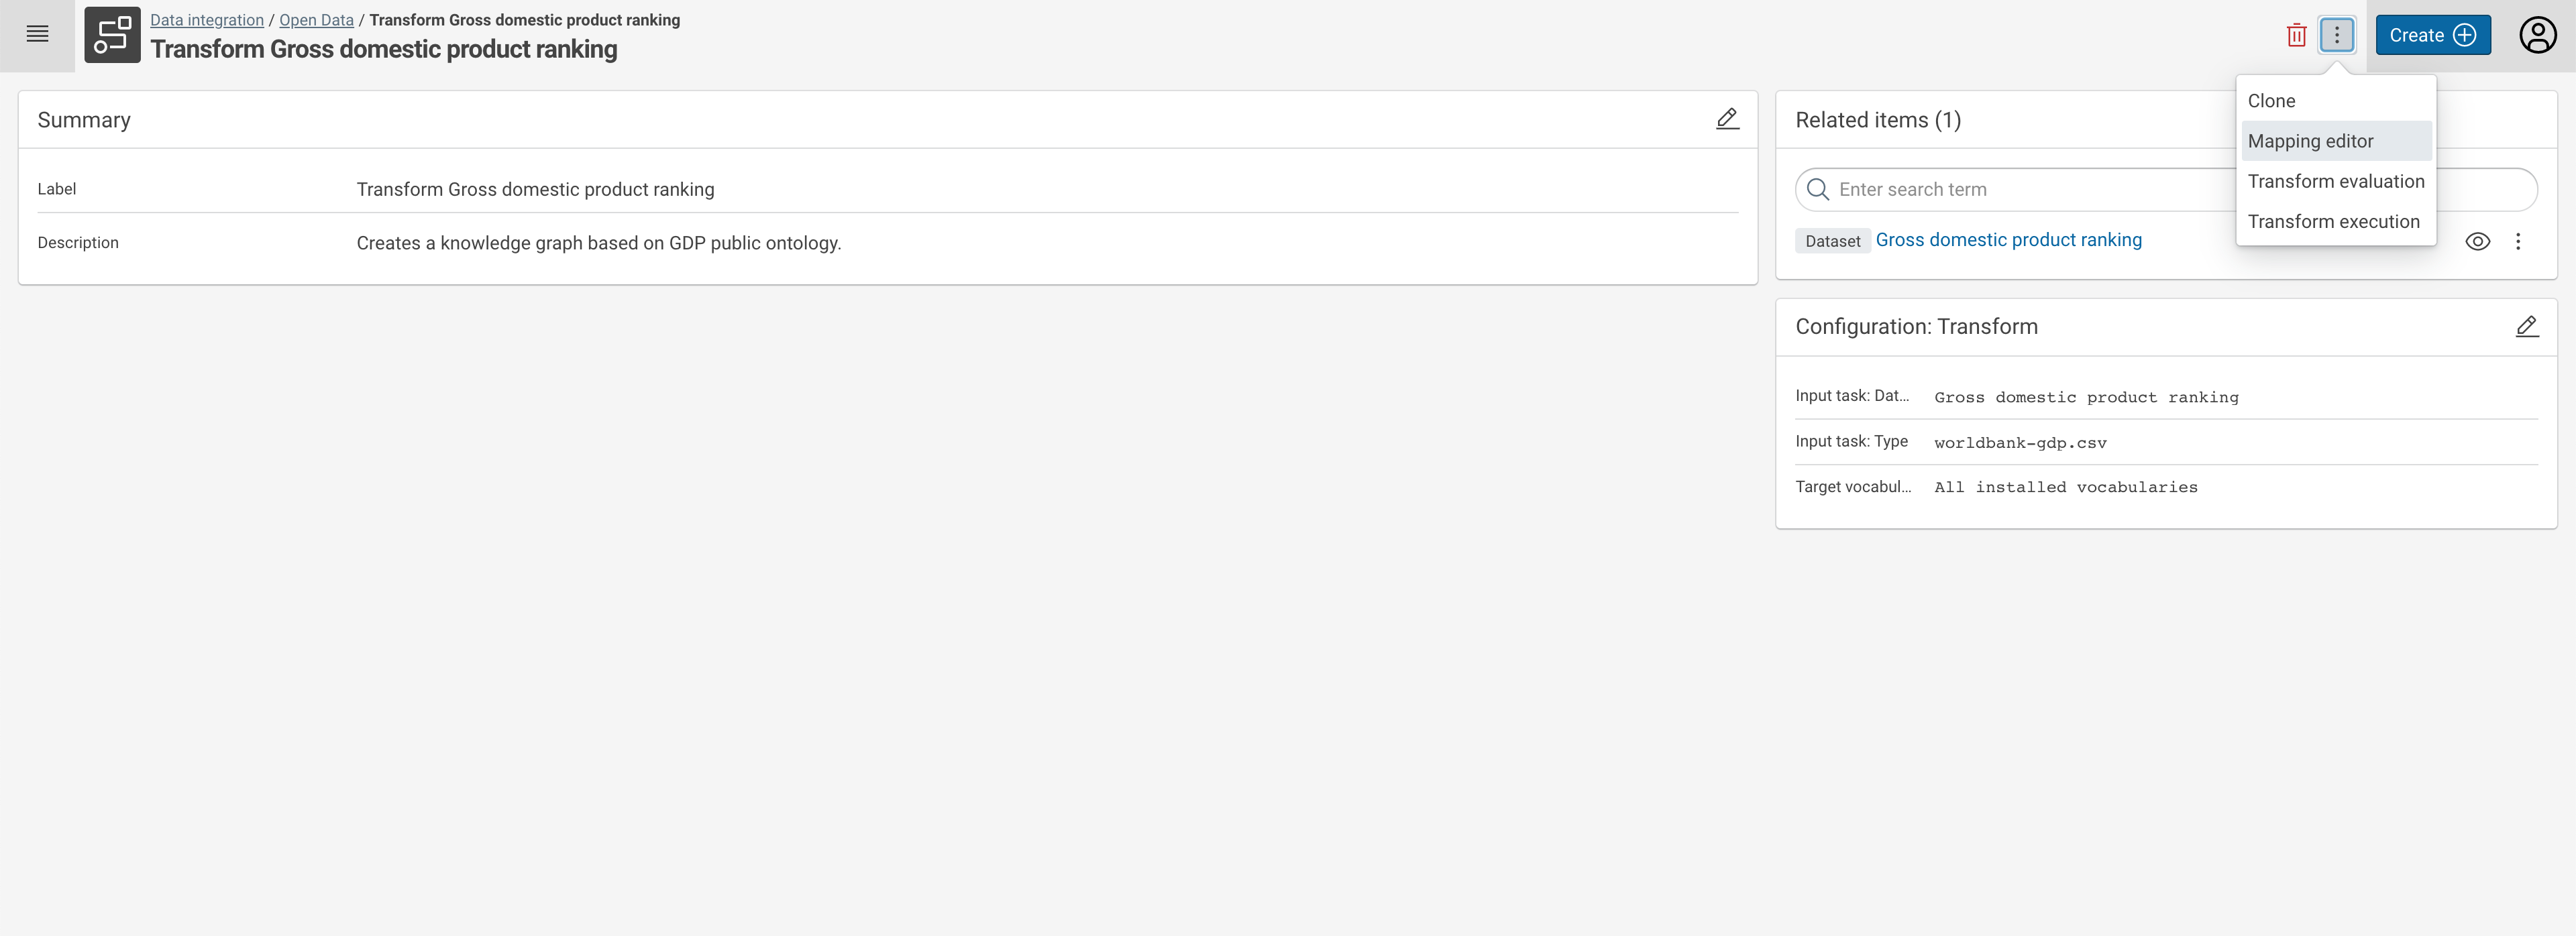 Data integration / Open Data / Transform Gross domestic product ranking
Transform Gross domestic product ranking
Create
Clone
Mapping editor
Transform evaluation
Transform execution
Summary
Label Transform Gross domestic product ranking
Description Creates a knowledge graph based on GDP public ontology.
Related items (1)
Enter search term
Dataset Gross domestic product ranking
Configuration: Transform
Input task: Dat... Gross domestic product ranking
Input task: Type worldbank-gdp.csv
Target vocabul... All installed vocabularies